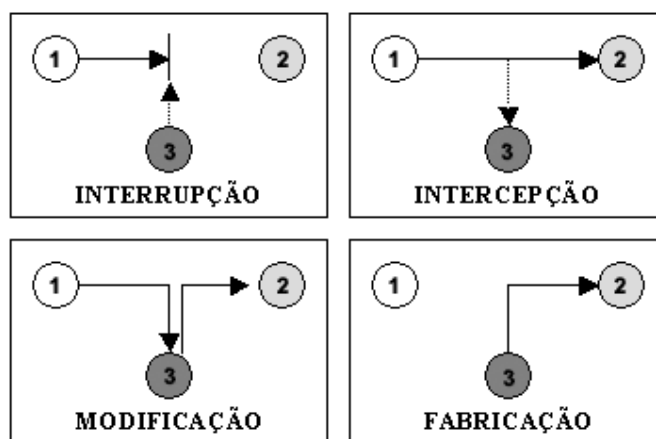 1 2
3
INTERRUPÇÃO
1 2
3
INTERCEPÇÃO
1 2
3
MODIFICAÇÃO
1 2
3
FABRICAÇÃO